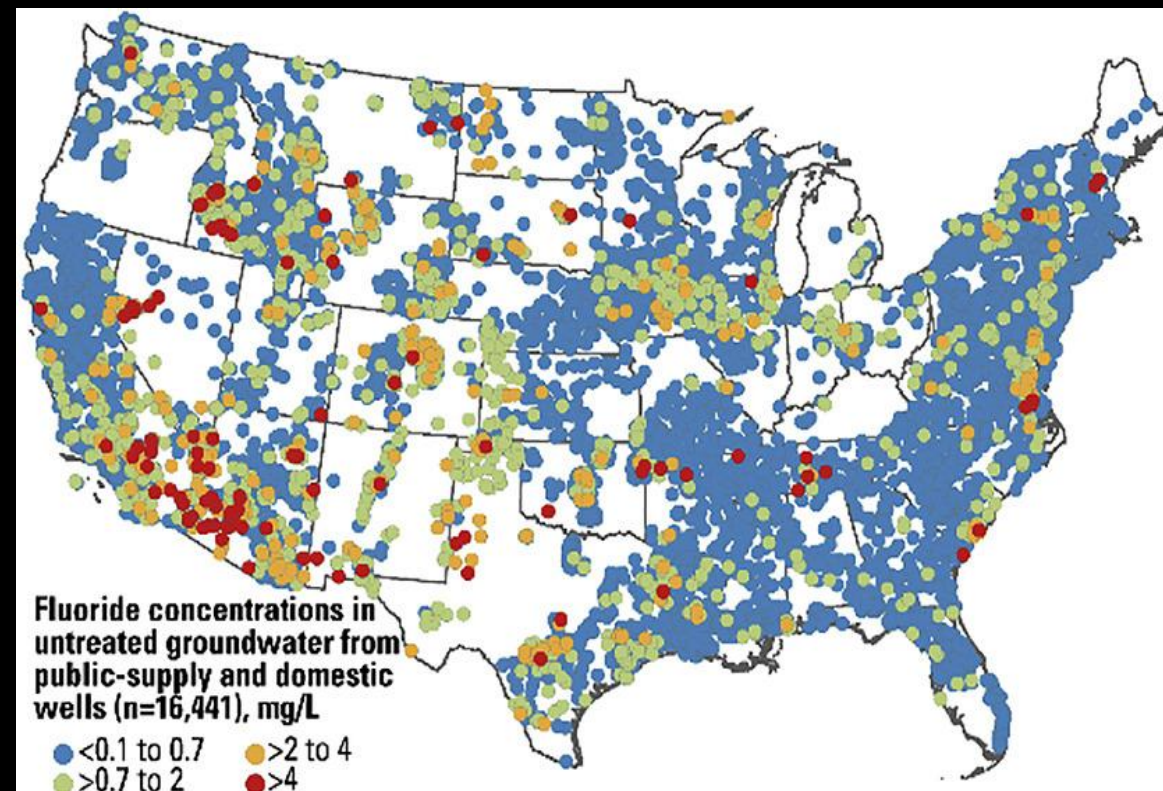 Fluoride concentrations in
untreated groundwater from
public-supply and domestic
wells (n=16,441), mg/L
<0.1 to 0.7 >2 to 4
>0.7 to 2 >4